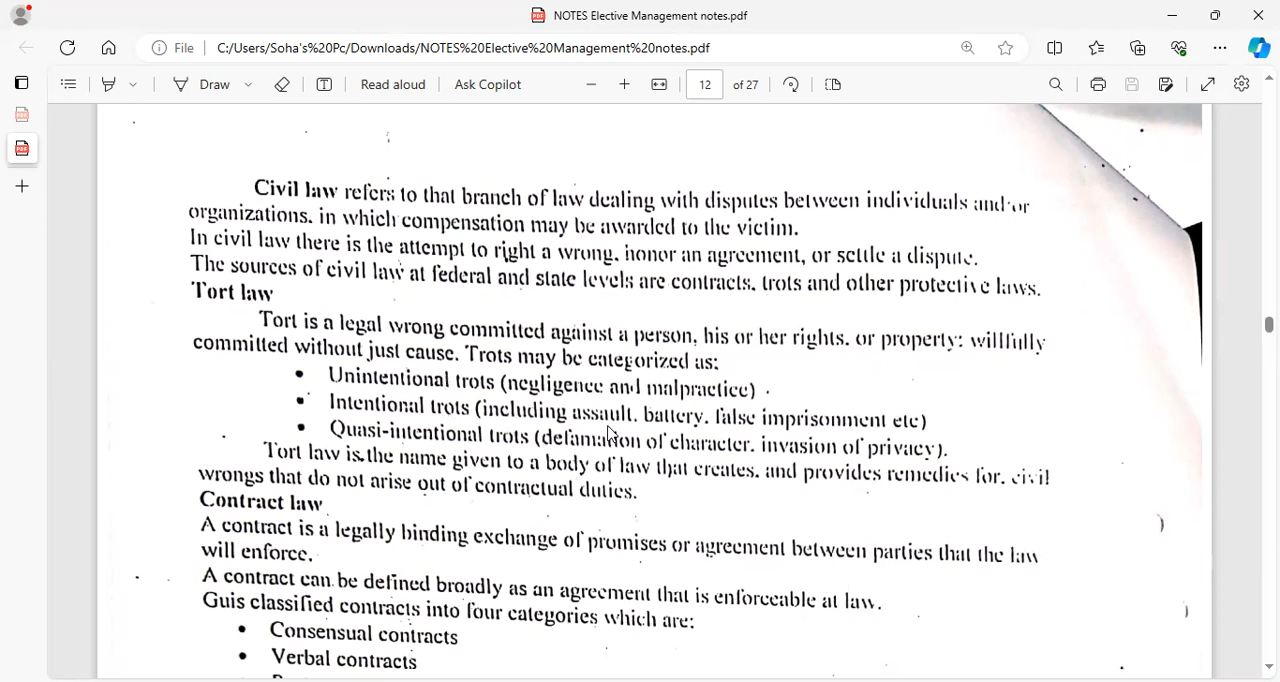 NOTES Elective Management notes.pdf
File C:/Users/Soha's%20Pc/Downloads/NOTES%20Elective%20Management%20notes.pdf
Draw Read aloud Ask Copilot 12 of 27
Civil law refers to that branch of law dealing with disputes between individuals and/or
organizations. in which compensation may be awarded to the victim.
In civil law there is the attempt to right a wrong, honor an agreement, or settle a dispute.
The sources of civil law at federal and state levels are contracts, trots and other protective laws.
Tort law
Tort is a legal wrong committed against a person, his or her rights. or property: willfully
committed without just cause. Trots may be categorized as:
• Unintentional trots (negligence and malpractice)
• Intentional trots (including assault. battery. false imprisonment etc)
• Quasi-intentional trots (defamation of character. invasion of privacy).
Tort law is the name given to a body of law that creates. and provides remedies for. civil
wrongs that do not arise out of contractual duties.
Contract law
A contract is a legally binding exchange of promises or agreement between parties that the law
will enforce.
A contract can be defined broadly as an agreement that is enforceable at law.
Guis classified contracts into four categories which are:
• Consensual contracts
• Verbal contracts